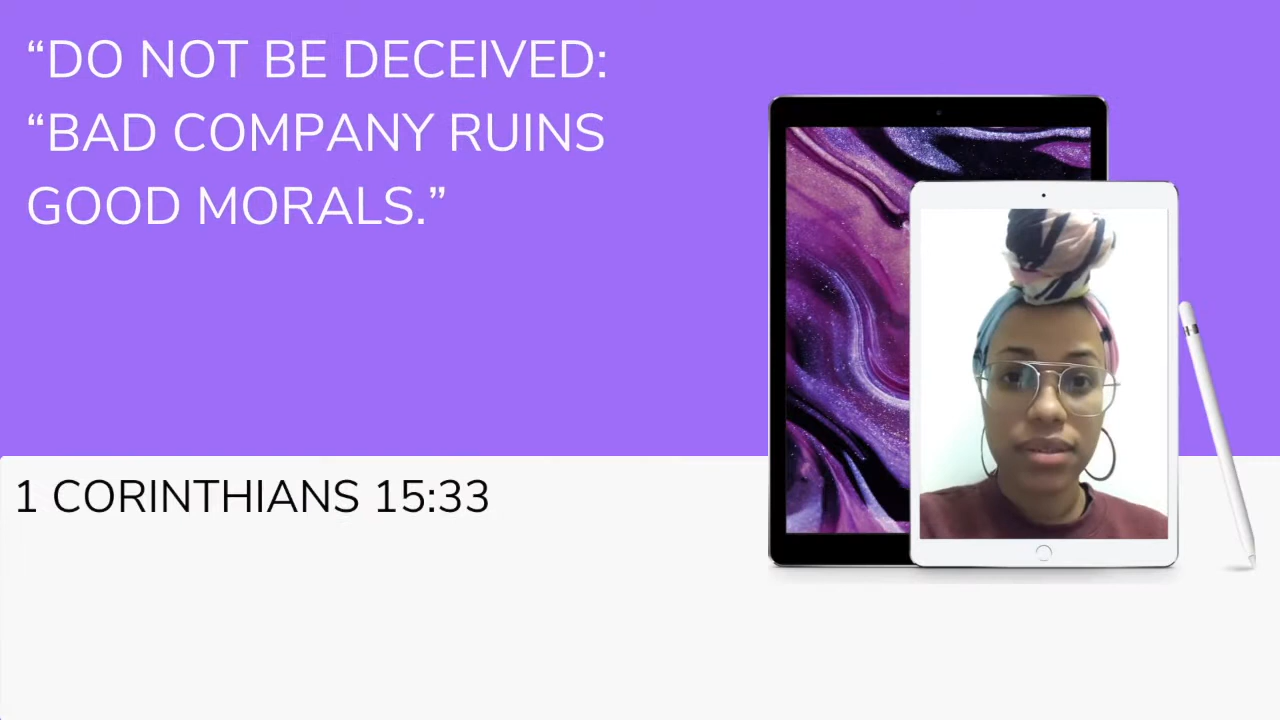 “DO NOT BE DECEIVED:
“BAD COMPANY RUINS
GOOD MORALS.”
1 CORINTHIANS 15:33